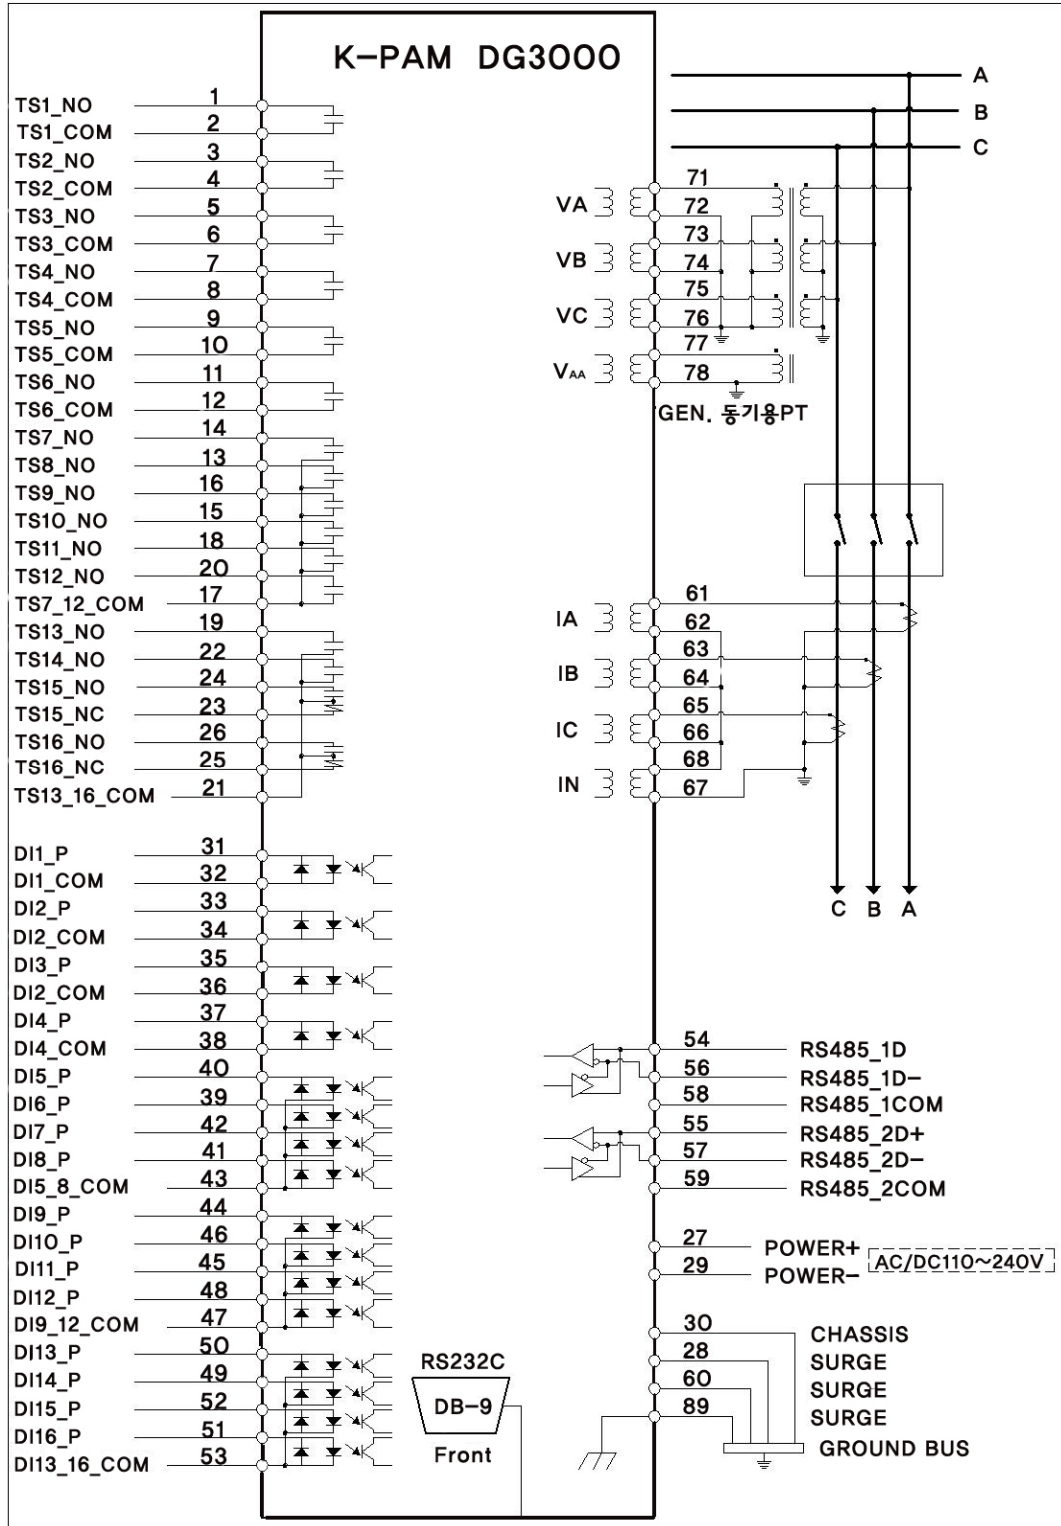 K-PAM DG3000
TS1_NO 1
TS1_COM 2
TS2_NO 3
TS2_COM 4
TS3_NO 5
TS3_COM 6
TS4_NO 7
TS4_COM 8
TS5_NO 9
TS5_COM 10
TS6_NO 11
TS6_COM 12
TS7_NO 14
TS8_NO 13
TS9_NO 16
TS10_NO 15
TS11_NO 18
TS12_NO 20
TS7_12_COM 17
TS13_NO 19
TS14_NO 22
TS15_NO 24
TS15_NC 23
TS16_NO 26
TS16_NC 25
TS13_16_COM 21
DI1_P 31
DI1_COM 32
DI2_P 33
DI2_COM 34
DI3_P 35
DI2_COM 36
DI4_P 37
DI4_COM 38
DI5_P 40
DI6_P 39
DI7_P 42
DI8_P 41
DI5_8_COM 43
DI9_P 44
DI10_P 46
DI11_P 45
DI12_P 48
DI9_12_COM 47
DI13_P 50
DI14_P 49
DI15_P 52
DI16_P 51
DI13_16_COM 53
A
B
C
VA 71
72
VB 73
74
VC 75
76
VAA 77
78
GEN. 동기용PT
IA 61
62
IB 63
64
IC 65
66
IN 68
67
C B A
54 RS485_1D
56 RS485_1D-
58 RS485_1COM
55 RS485_2D+
57 RS485_2D-
59 RS485_2COM
27 POWER+
29 POWER-
AC/DC110~240V
30 CHASSIS
28 SURGE
60 SURGE
89 SURGE
GROUND BUS
RS232C
DB-9
Front